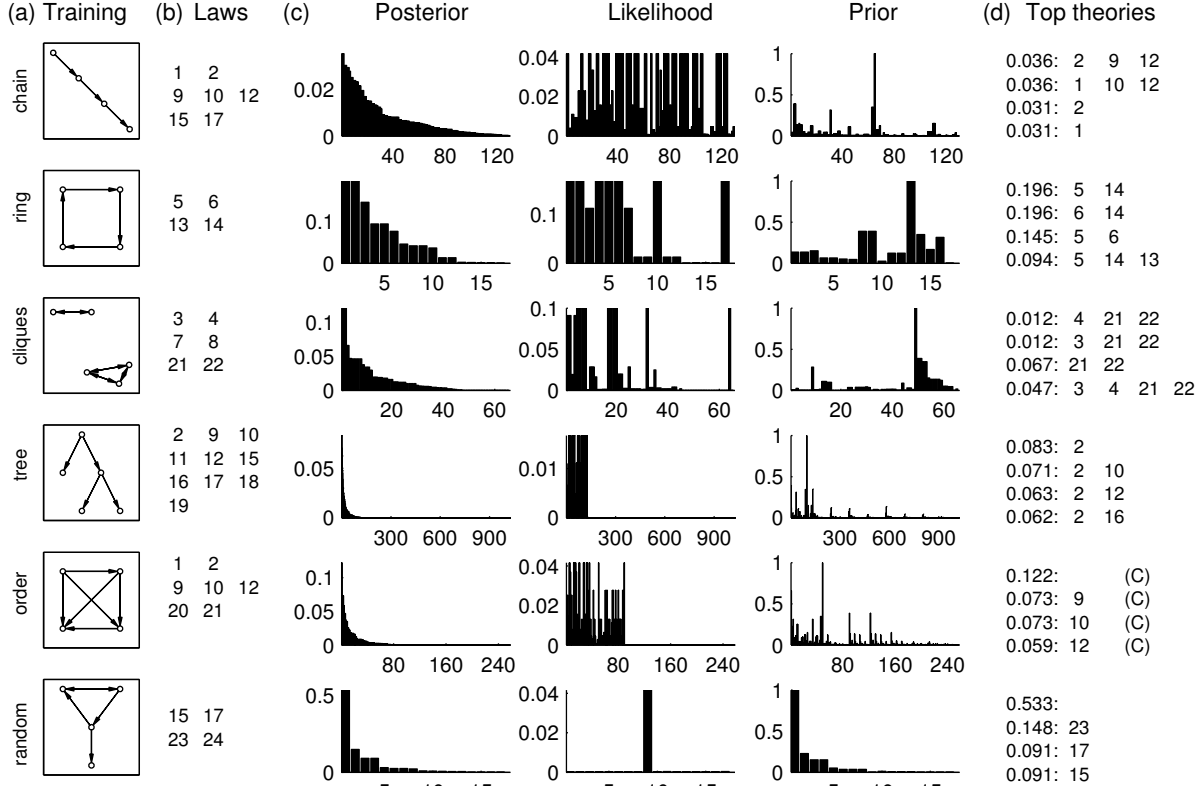 (a) Training (b) Laws (c) Posterior Likelihood Prior (d) Top theories
chain
1 2
9 10 12
15 17
0.02
0
40 80 120
0.04
0.02
0
40 80 120
1
0.5
0
40 80 120
0.036: 2 9 12
0.036: 1 10 12
0.031: 2
0.031: 1
ring
5 6
13 14
0.1
0
5 10 15
0.1
0
5 10 15
1
0.5
0
5 10 15
0.196: 5 14
0.196: 6 14
0.145: 5 6
0.094: 5 14 13
cliques
3 4
7 8
21 22
0.1
0.05
0
20 40 60
0.1
0.05
0
20 40 60
1
0.5
0
20 40 60
0.012: 4 21 22
0.012: 3 21 22
0.067: 21 22
0.047: 3 4 21 22
tree
2 9 10
11 12 15
16 17 18
19
0.05
0
300 600 900
0.01
0
300 600 900
1
0.5
0
300 600 900
0.083: 2
0.071: 2 10
0.063: 2 12
0.062: 2 16
order
1 2
9 10 12
20 21
0.1
0.05
0
80 160 240
0.04
0.02
0
80 160 240
1
0.5
0
80 160 240
0.122: (C)
0.073: 9 (C)
0.073: 10 (C)
0.059: 12 (C)
random
15 17
23 24
0.5
0
0.04
0.02
0
1
0.5
0
0.533:
0.148: 23
0.091: 17
0.091: 15